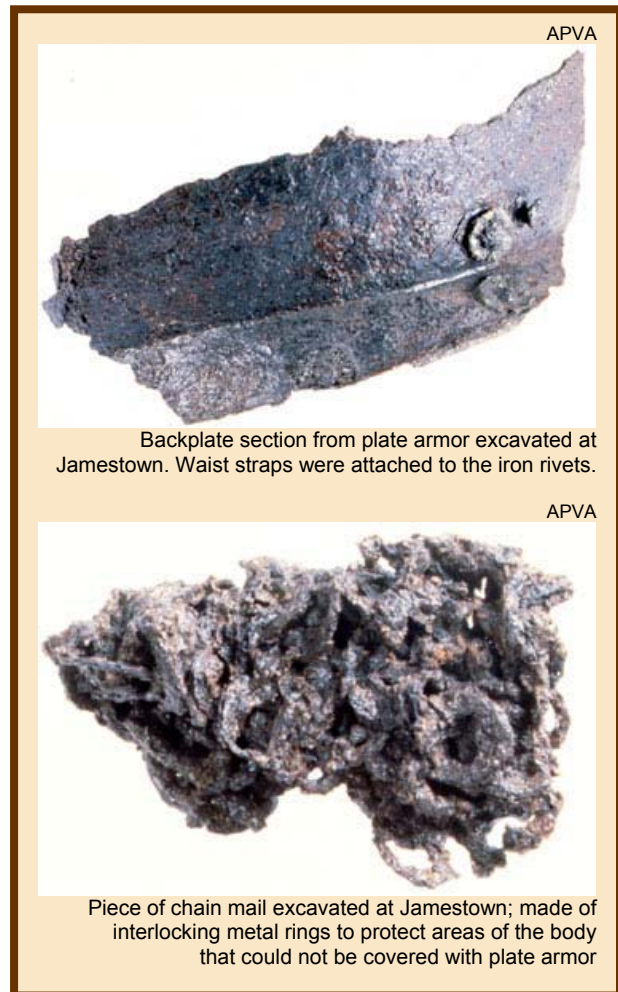 APVA
Backplate section from plate armor excavated at
Jamestown. Waist straps were attached to the iron rivets.
APVA
Piece of chain mail excavated at Jamestown; made of
interlocking metal rings to protect areas of the body
that could not be covered with plate armor